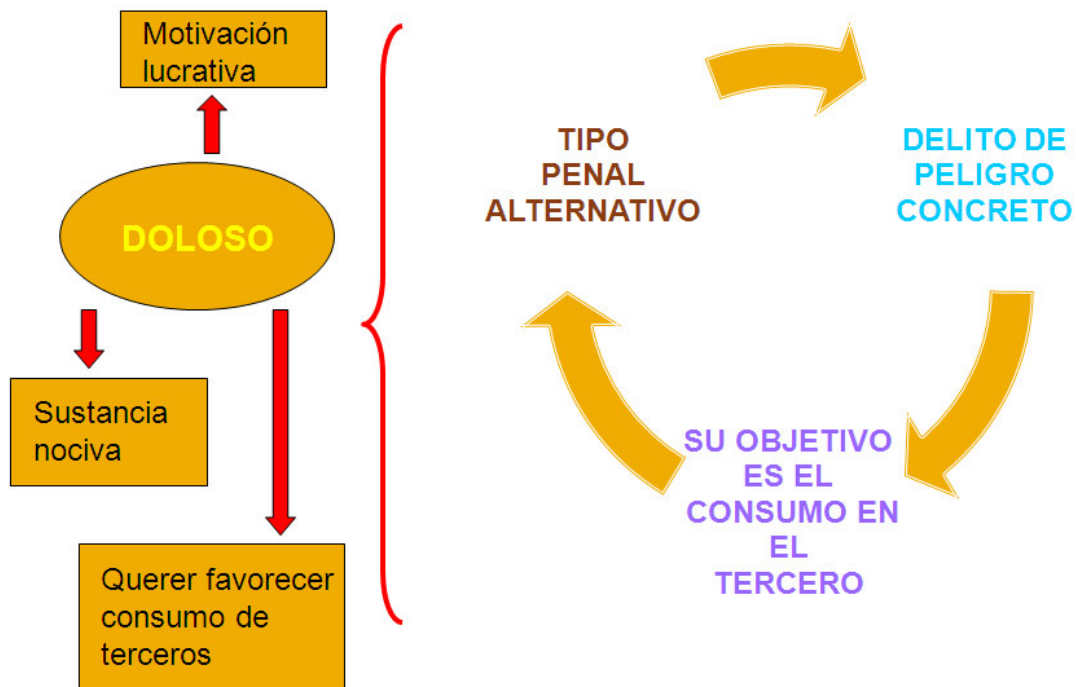 Motivación
lucrativa
DOLOSO
Sustancia
nociva
Querer favorecer
consumo de
terceros
TIPO
PENAL
ALTERNATIVO
DELITO DE
PELIGRO
CONCRETO
SU OBJETIVO
ES EL
CONSUMO EN
EL
TERCERO